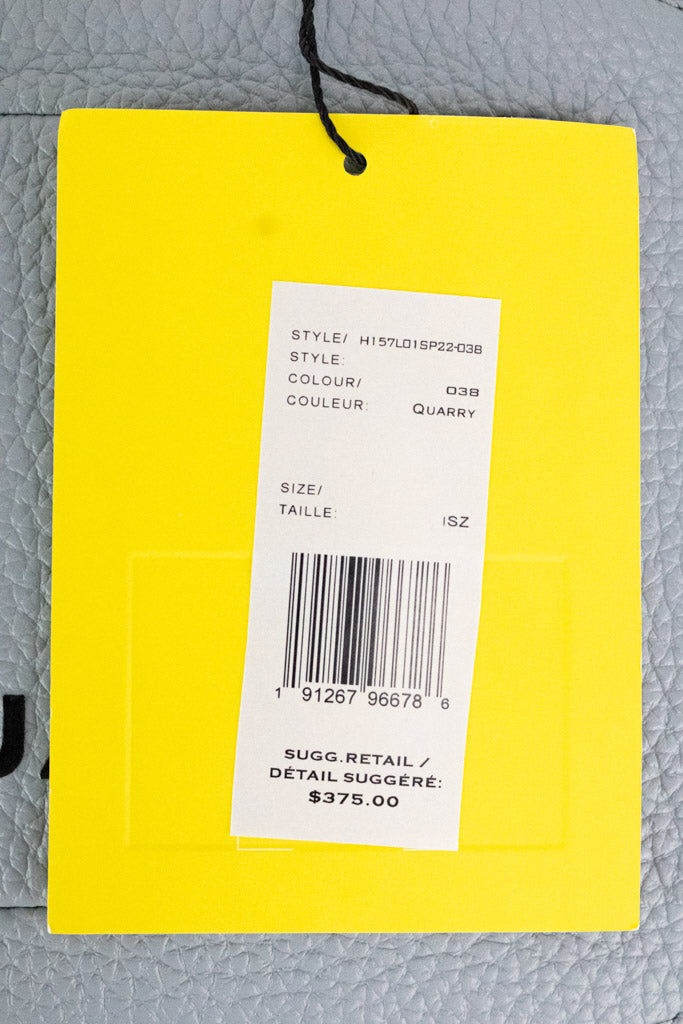 STYLE/ H157L01SP22-038
STYLE:
COLOUR/ 038
COULEUR: QUARRY
SIZE/
TAILLE: 1SZ
1 91267 96678 6
SUGG.RETAIL /
DÉTAIL SUGGÉRÉ:
$375.00